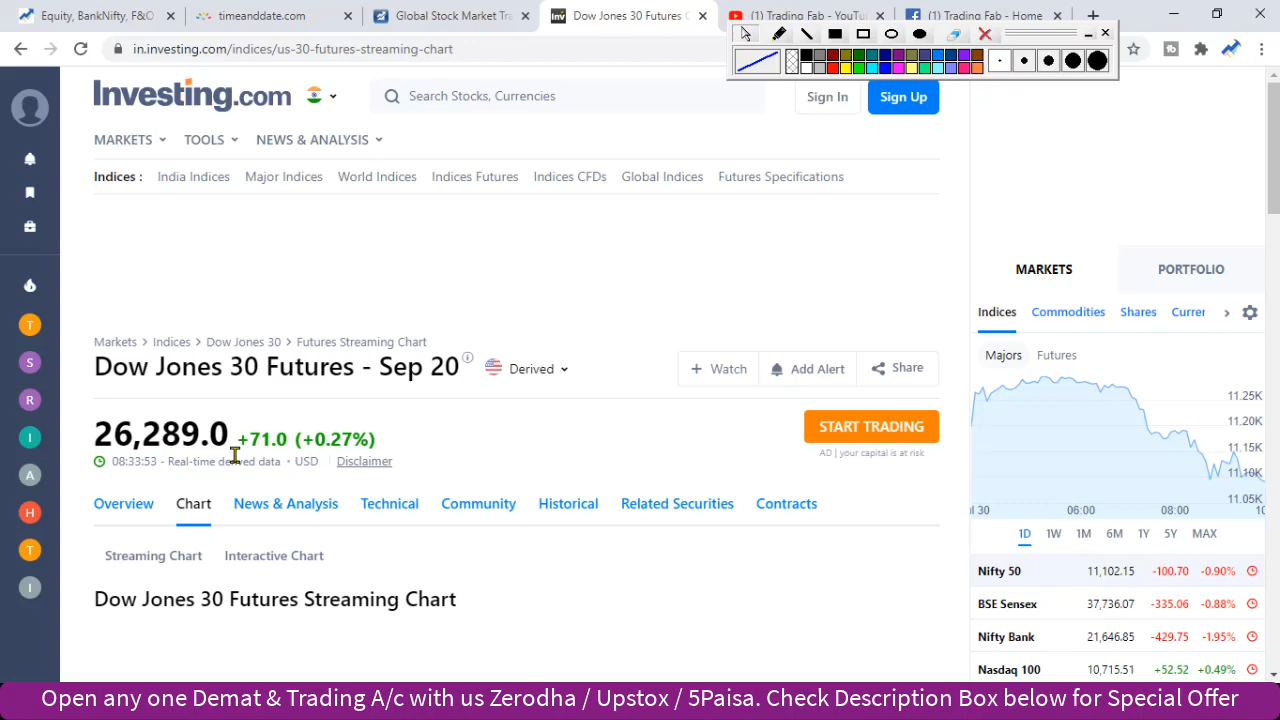 Equity, BankNifty, F&O
timeanddate.com
Global Stock Market Tra
Dow Jones 30 Futures C
(1) Trading Fab - YouTu
(1) Trading Fab - Home
in.investing.com/indices/us-30-futures-streaming-chart
Investing.com
Search Stocks, Currencies
Sign In
Sign Up
MARKETS
TOOLS
NEWS & ANALYSIS
Indices :
India Indices
Major Indices
World Indices
Indices Futures
Indices CFDs
Global Indices
Futures Specifications
Markets > Indices > Dow Jones 30 > Futures Streaming Chart
Dow Jones 30 Futures - Sep 20
Derived
+ Watch
Add Alert
Share
26,289.0 +71.0 (+0.27%)
08:33:53 - Real-time derived data • USD
Disclaimer
START TRADING
AD | your capital is at risk
Overview
Chart
News & Analysis
Technical
Community
Historical
Related Securities
Contracts
Streaming Chart
Interactive Chart
Dow Jones 30 Futures Streaming Chart
T
S
R
I
A
H
T
I
MARKETS
PORTFOLIO
Indices
Commodities
Shares
Currer
Majors
Futures
11.25K
11.20K
11.15K
11.10K
11.05K
30
06:00
08:00
10
1D
1W
1M
6M
1Y
5Y
MAX
Nifty 50 11,102.15 -100.70 -0.90%
BSE Sensex 37,736.07 -335.06 -0.88%
Nifty Bank 21,646.85 -429.75 -1.95%
Nasdaq 100 10,715.51 +52.52 +0.49%
Open any one Demat & Trading A/c with us Zerodha / Upstox / 5Paisa. Check Description Box below for Special Offer